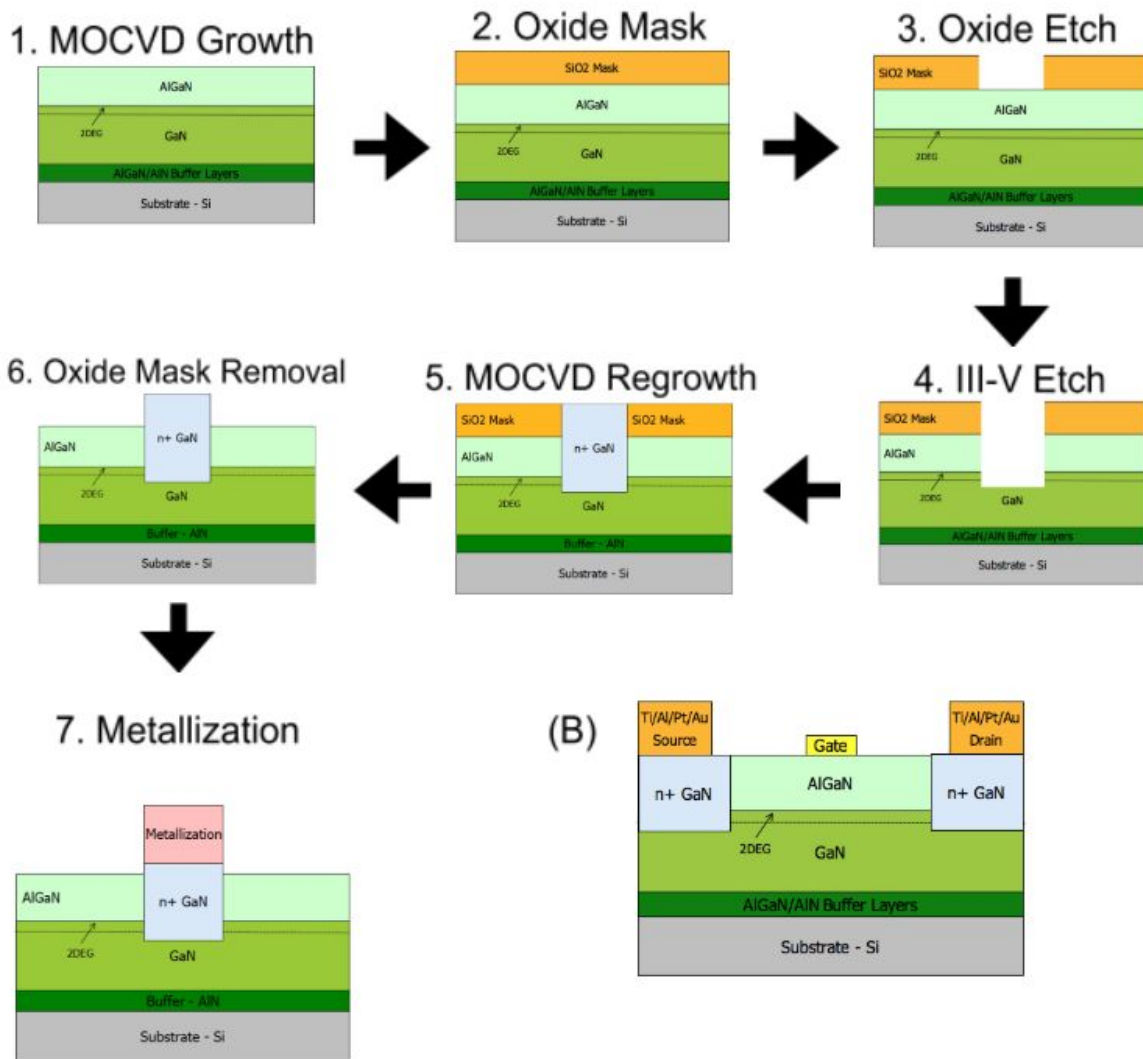 1. MOCVD Growth
AlGaN
2DEG
GaN
AlGaN/AlN Buffer Layers
Substrate - Si
2. Oxide Mask
SiO2 Mask
AlGaN
2DEG
GaN
AlGaN/AlN Buffer Layers
Substrate - Si
3. Oxide Etch
SiO2 Mask
AlGaN
2DEG
GaN
AlGaN/AlN Buffer Layers
Substrate - Si
4. III-V Etch
SiO2 Mask
AlGaN
2DEG
GaN
AlGaN/AlN Buffer Layers
Substrate - Si
5. MOCVD Regrowth
SiO2 Mask
SiO2 Mask
n+ GaN
AlGaN
2DEG
GaN
Buffer - AlN
Substrate - Si
6. Oxide Mask Removal
n+ GaN
AlGaN
2DEG
GaN
Buffer - AlN
Substrate - Si
7. Metallization
Metallization
AlGaN
n+ GaN
2DEG
GaN
Buffer - AlN
Substrate - Si
(B)
Ti/Al/Pt/Au
Source
Gate
Ti/Al/Pt/Au
Drain
n+ GaN
AlGaN
n+ GaN
2DEG
GaN
AlGaN/AlN Buffer Layers
Substrate - Si